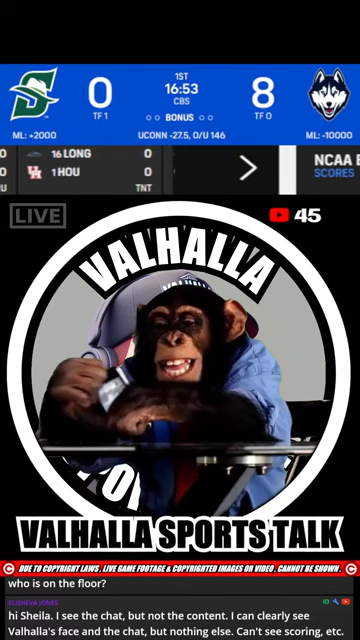 1ST
16:53
CBS
0
8
TF 1
BONUS
TF 0
ML: +2000
UCONN -27.5, O/U 146
ML: -10000
0
16 LONG
0
NCAA
0
1 HOU
0
SCORES
RU
TNT
LIVE
45
VALHALLA
VALHALLA SPORTS TALK
© DUE TO COPYRIGHT LAWS, LIVE GAME FOOTAGE & COPYRIGHTED IMAGES OR VIDEO, CANNOT BE SHOWN. ©
who is on the floor?
ELISHEVA JONES
hi Sheila. I see the chat, but not the content. I can clearly see
Valhalla's face and the chat, but nothing else. Can't see scoring, etc.